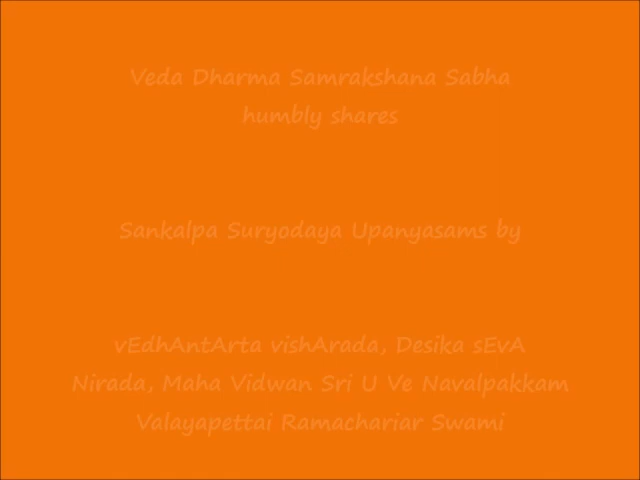 Veda Dharma Samrakshana Sabha
humbly shares
Sankalpa Suryodaya Upanyasams by
vEdhAntArta vishArada, Desika sEvA
Nirada, Maha Vidwan Sri U Ve Navalpakkam
Valayapettai Ramachariar Swami